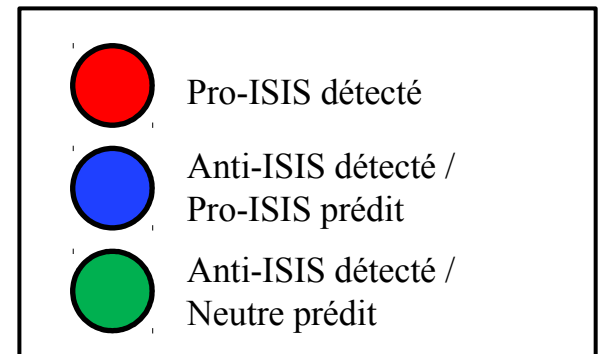 Pro-ISIS détecté
Anti-ISIS détecté /
Pro-ISIS prédit
Anti-ISIS détecté /
Neutre prédit